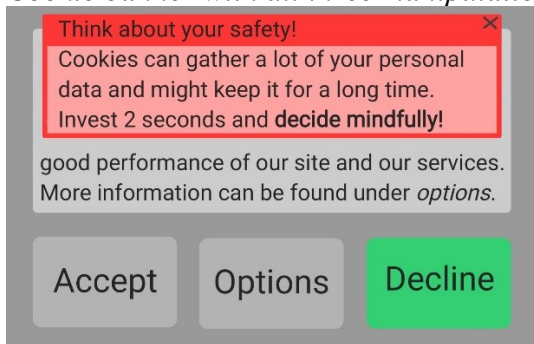 Think about your safety!
Cookies can gather a lot of your personal
data and might keep it for a long time.
Invest 2 seconds and decide mindfully!
good performance of our site and our services.
More information can be found under options.
Accept Options Decline